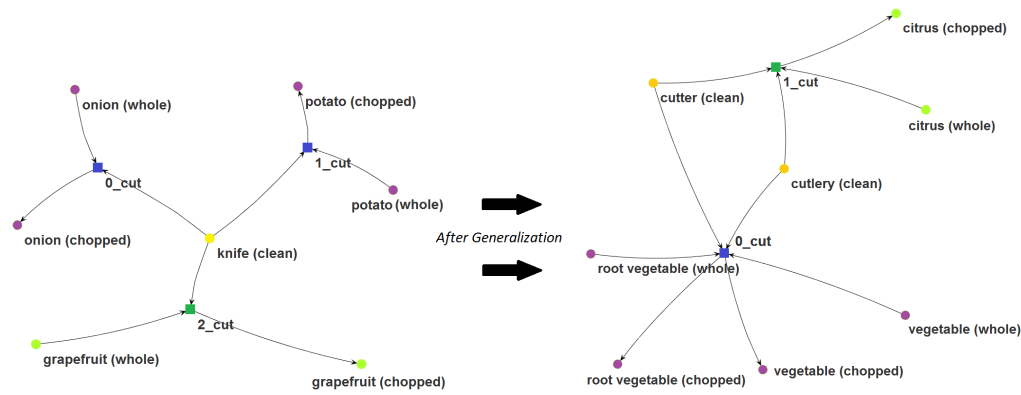 onion (whole)
potato (chopped)
0_cut
1_cut
potato (whole)
onion (chopped)
knife (clean)
2_cut
grapefruit (whole)
grapefruit (chopped)
After Generalization
citrus (chopped)
1_cut
cutter (clean)
citrus (whole)
cutlery (clean)
0_cut
root vegetable (whole)
vegetable (whole)
root vegetable (chopped)
vegetable (chopped)